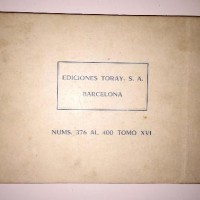 EDICIONES TORAY, S. A.
BARCELONA
NUMS. 376 AL 400 TOMO XVI